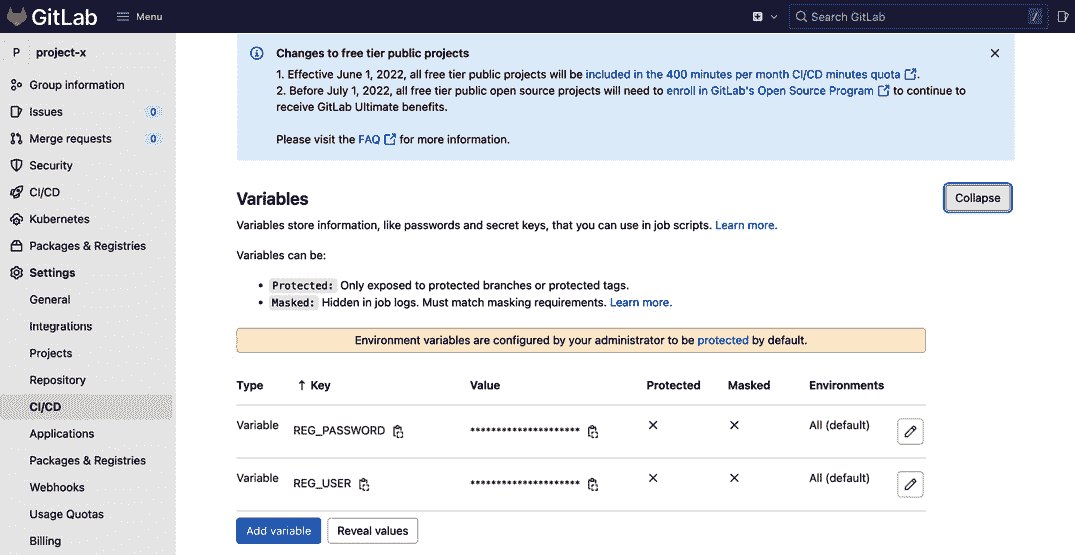 GitLab
Menu
Search GitLab
/
P project-x
Group information
Issues 0
Merge requests 0
Security
CI/CD
Kubernetes
Packages & Registries
Settings
General
Integrations
Projects
Repository
CI/CD
Applications
Packages & Registries
Webhooks
Usage Quotas
Billing
Changes to free tier public projects
1. Effective June 1, 2022, all free tier public projects will be included in the 400 minutes per month CI/CD minutes quota.
2. Before July 1, 2022, all free tier public open source projects will need to enroll in GitLab's Open Source Program to continue to
receive GitLab Ultimate benefits.
Please visit the FAQ for more information.
Variables
Collapse
Variables store information, like passwords and secret keys, that you can use in job scripts. Learn more.
Variables can be:
• Protected: Only exposed to protected branches or protected tags.
• Masked: Hidden in job logs. Must match masking requirements. Learn more.
Environment variables are configured by your administrator to be protected by default.
Type ↑ Key Value Protected Masked Environments
Variable REG_PASSWORD ********************* All (default)
Variable REG_USER ********************* All (default)
Add variable Reveal values